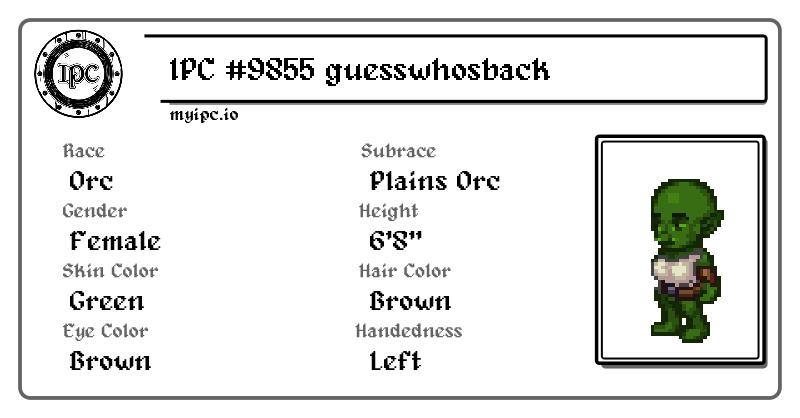 IPC
IPC #9855 guesswhosback
myipc.io
Race
Orc
Subrace
Plains Orc
Gender
Female
Height
6'8"
Skin Color
Green
Hair Color
Brown
Eye Color
Brown
Handedness
Left